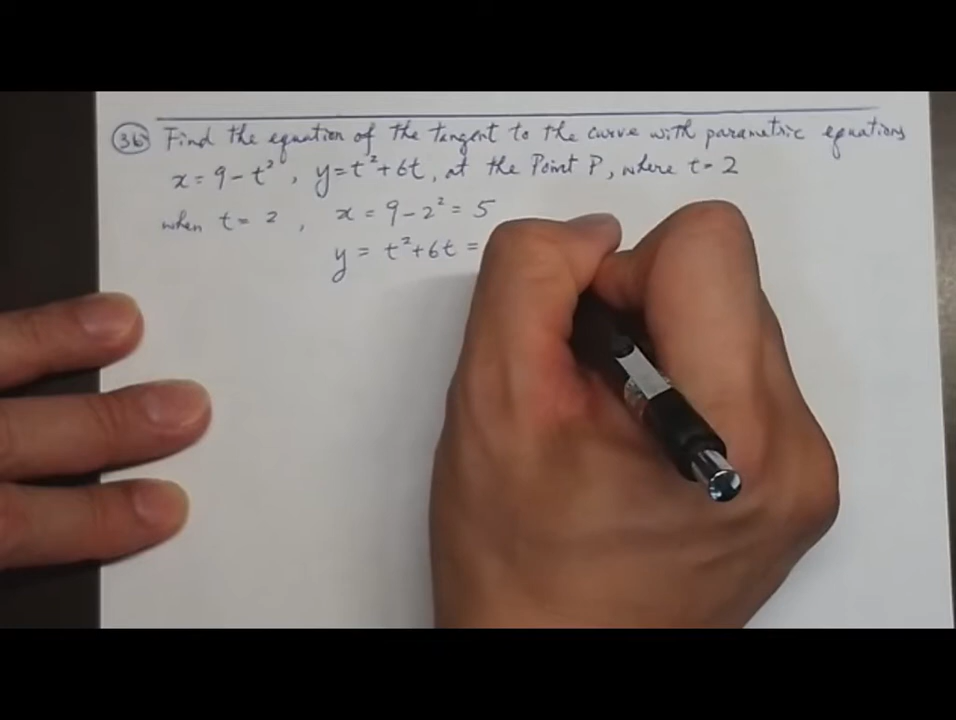 36 Find the equation of the tangent to the curve with parametric equations
x = 9 - t², y = t² + 6t, at the Point P, where t = 2
when t = 2, x = 9 - 2² = 5
y = t² + 6t =